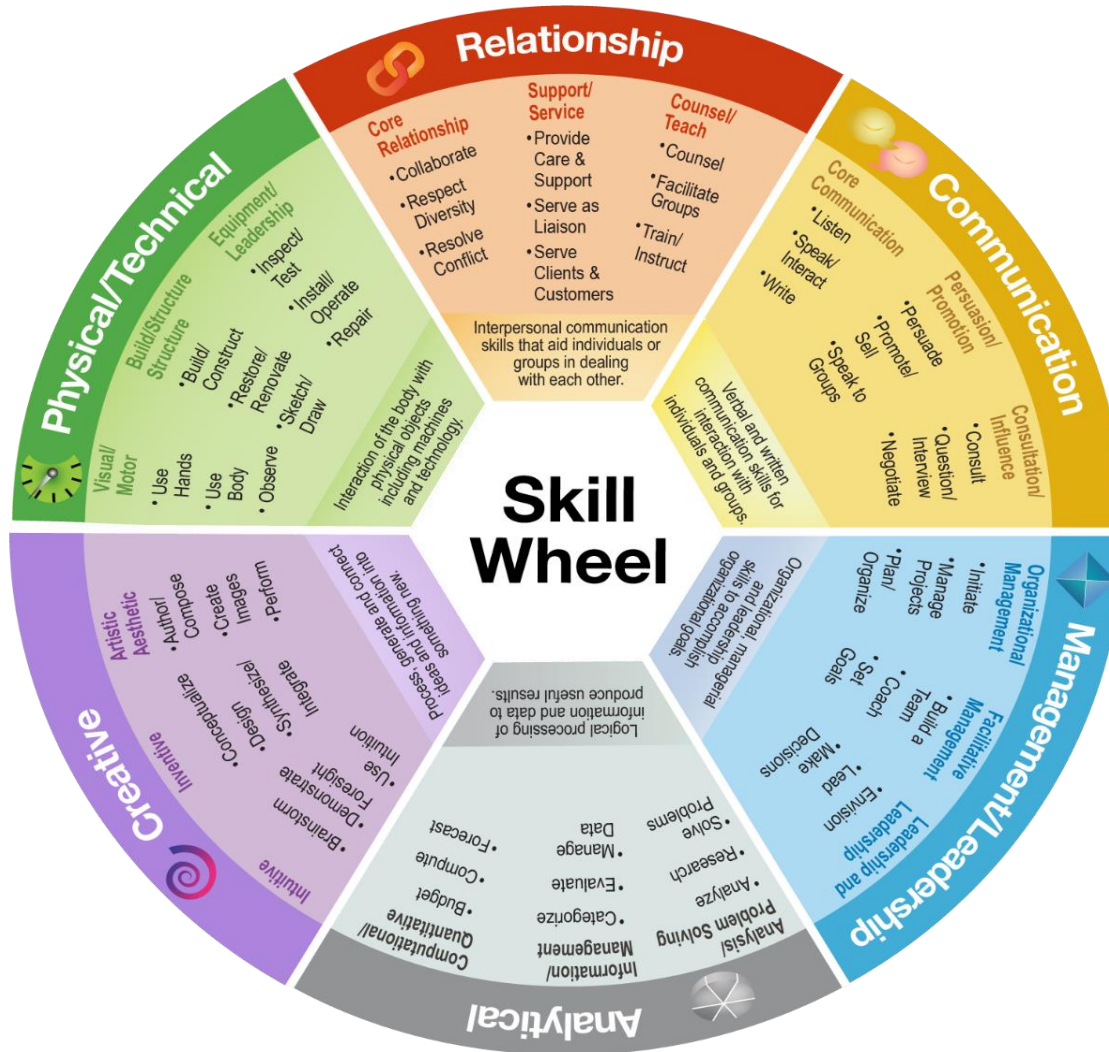 Skill
Wheel
Relationship
Core
Relationship
•Collaborate
•Respect
Diversity
•Resolve
Conflict
Support/
Service
•Provide
Care &
Support
•Serve as
Liaison
•Serve
Clients &
Customers
Counsel/
Teach
•Counsel
•Facilitate
Groups
•Train/
Instruct
Interpersonal communication
skills that aid individuals or
groups in dealing
with each other.
Communication
Core
Communication
•Listen
•Speak/
Interact
•Write
Persuasion/
Promotion
•Persuade
•Promote/
Sell
•Speak to
Groups
Consultation/
Influence
•Consult
•Question/
Interview
•Negotiate
Verbal and written
communication skills for
interaction with
individuals and groups.
Management/Leadership
Organizational
Management
•Initiate
•Manage
Projects
•Plan/
Organize
Facilitative
Management
•Build a
Team
•Coach
•Set
Goals
Leadership and
Leadership
•Envision
•Lead
•Make
Decisions
Organizational, managerial
and leadership
skills to accomplish
organizational goals.
Analytical
Analysis/
Problem Solving
•Analyze
•Research
•Solve
Problems
Information/
Management
•Categorize
•Evaluate
•Manage
Data
Computational/
Quantitative
•Budget
•Compute
•Forecast
Logical processing of
information and data to
produce useful results.
Creative
Intuitive
•Brainstorm
•Demonstrate
Foresight
•Use
Intuition
Inventive
•Conceptualize
•Design
•Synthesize/
Integrate
Artistic
Aesthetic
•Author/
Compose
•Create
Images
•Perform
Process, generate and connect
ideas and information into
something new.
Physical/Technical
Visual/
Motor
•Use
Hands
•Use
Body
•Observe
Build/Structure
Structure
•Build/
Construct
•Restore/
Renovate
•Sketch/
Draw
Equipment/
Leadership
•Inspect/
Test
•Install/
Operate
•Repair
Interaction of the body with
physical objects
including machines
and technology.